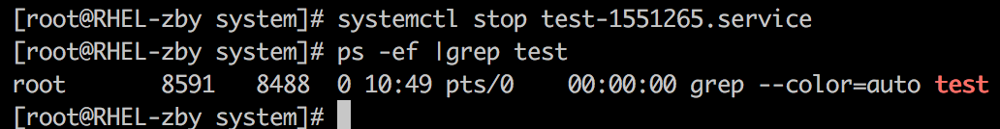 [root@RHEL-zby system]# systemctl stop test-1551265.service
[root@RHEL-zby system]# ps -ef |grep test
root      8591  8488  0 10:49 pts/0    00:00:00 grep --color=auto test
[root@RHEL-zby system]#